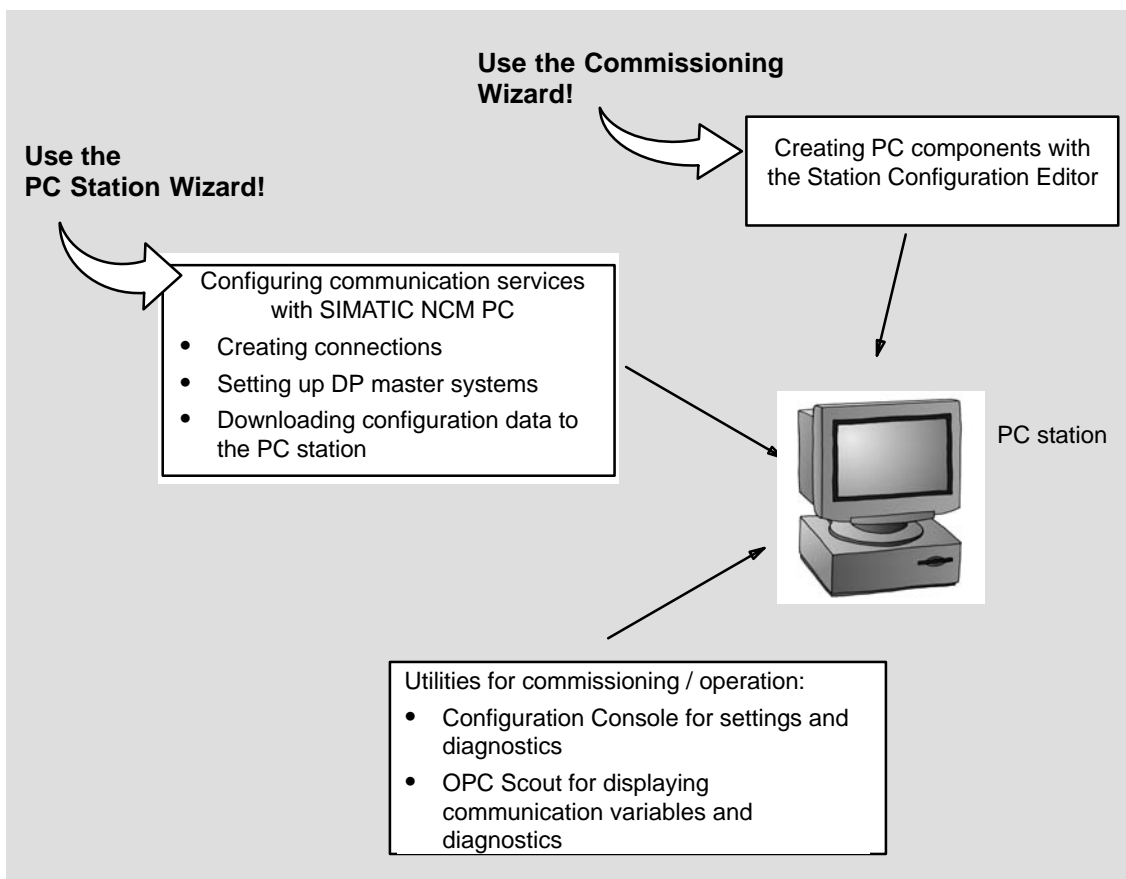 Use the Commissioning
Wizard!
Creating PC components with
the Station Configuration Editor
Use the
PC Station Wizard!
Configuring communication services
with SIMATIC NCM PC
• Creating connections
• Setting up DP master systems
• Downloading configuration data to
the PC station
PC station
Utilities for commissioning / operation:
• Configuration Console for settings and
diagnostics
• OPC Scout for displaying
communication variables and
diagnostics